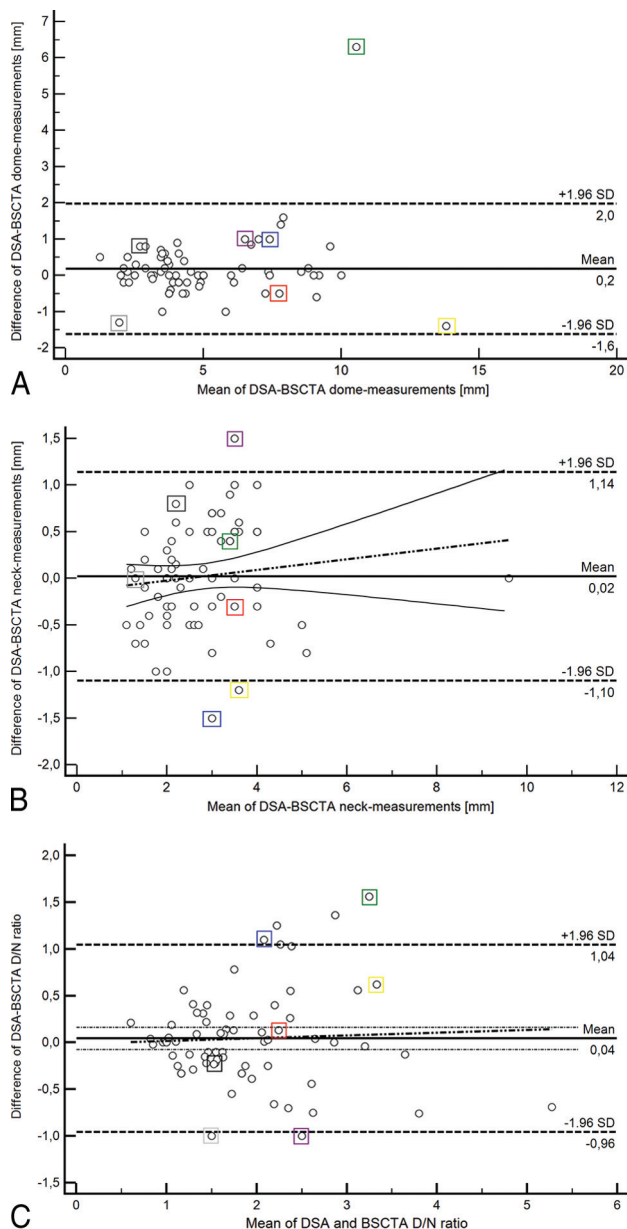 7
6
5
4
3
2
1
0
-1
-2
Difference of DSA-BSCTA dome-measurements [mm]
+1.96 SD
2,0
Mean
0,2
-1.96 SD
-1,6
0 5 10 15 20
Mean of DSA-BSCTA dome-measurements [mm]
A
1,5
1,0
0,5
0,0
-0,5
-1,0
-1,5
-2,0
Difference of DSA-BSCTA neck-measurements [mm]
+1.96 SD
1,14
Mean
0,02
-1.96 SD
-1,10
0 2 4 6 8 10 12
Mean of DSA-BSCTA neck-measurements [mm]
B
2,0
1,5
1,0
0,5
0,0
-0,5
-1,0
-1,5
Difference of DSA-BSCTA D/N ratio
+1.96 SD
1,04
Mean
0,04
-1.96 SD
-0,96
0 1 2 3 4 5 6
Mean of DSA and BSCTA D/N ratio
C